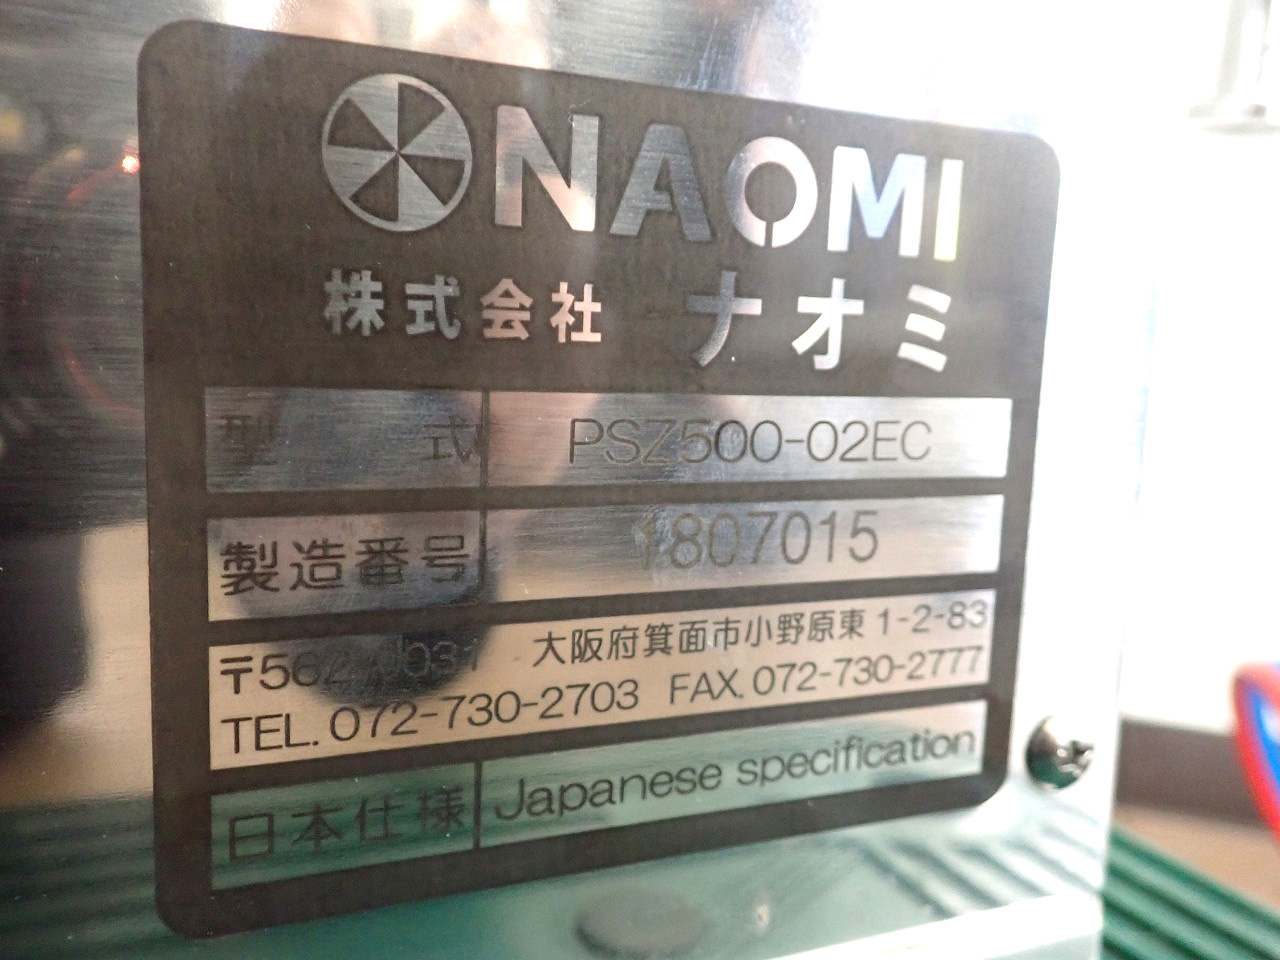 NAOMI
株式会社 ナオミ
型 式 PSZ500-02EC
製造番号 1807015
〒562-0031 大阪府箕面市小野原東 1-2-83
TEL. 072-730-2703 FAX. 072-730-2777
日本仕様 Japanese specification